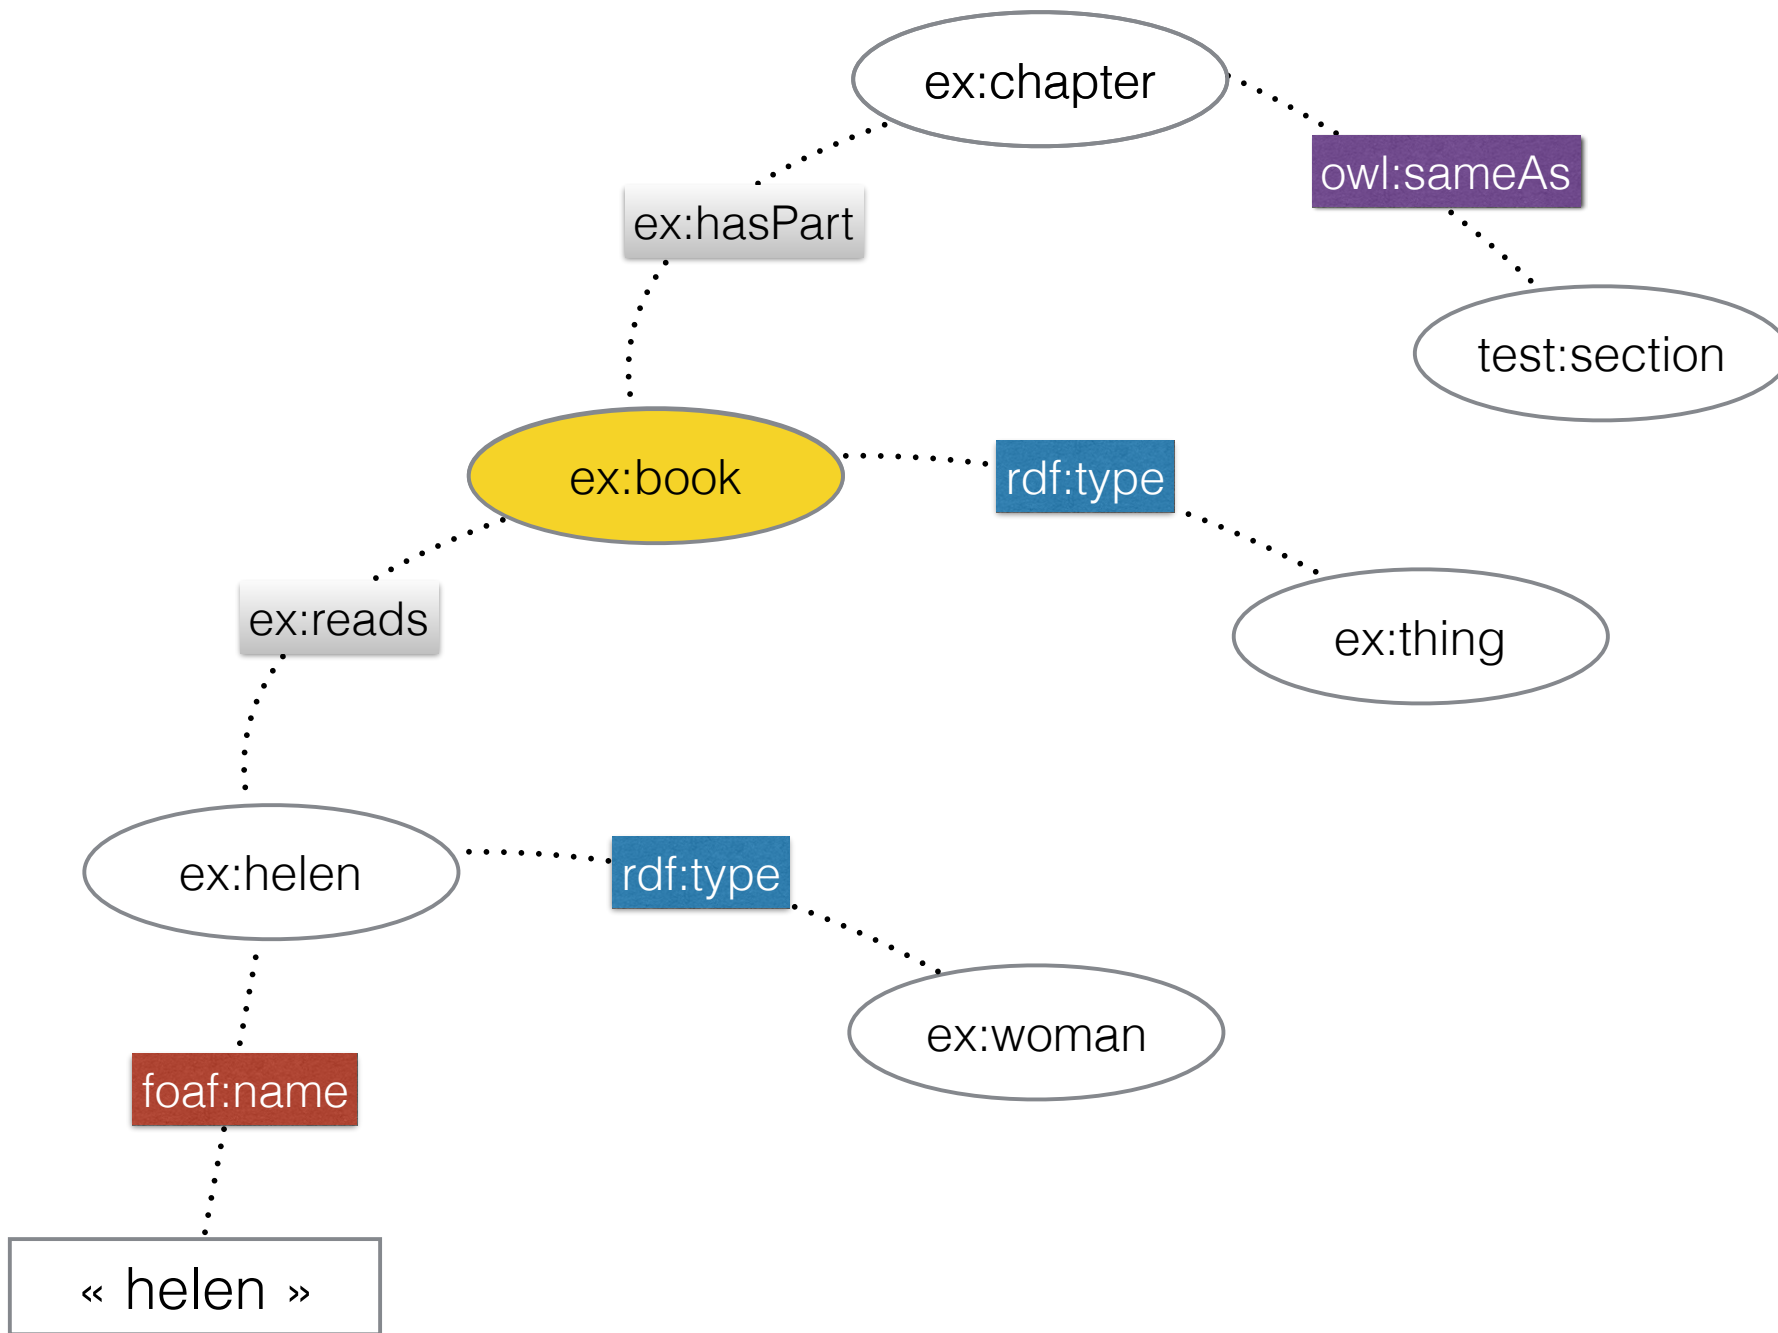 ex:chapter
owl:sameAs
ex:hasPart
test:section
ex:book
rdf:type
ex:reads
ex:thing
ex:helen
rdf:type
ex:woman
foaf:name
« helen »